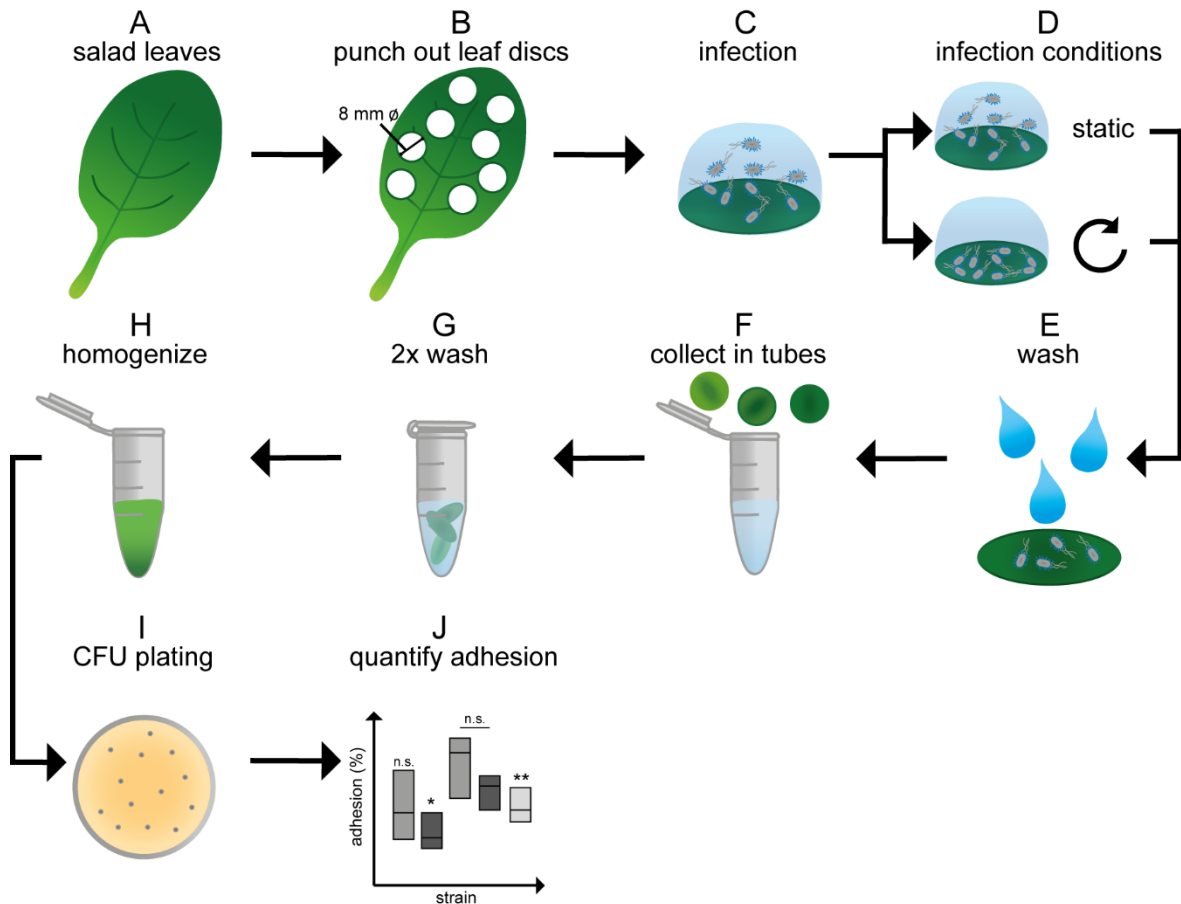 A
salad leaves
B
punch out leaf discs
8 mm ø
C
infection
D
infection conditions
static
E
wash
F
collect in tubes
G
2x wash
H
homogenize
I
CFU plating
J
quantify adhesion
adhesion (%)
n.s.
*
n.s.
**
strain